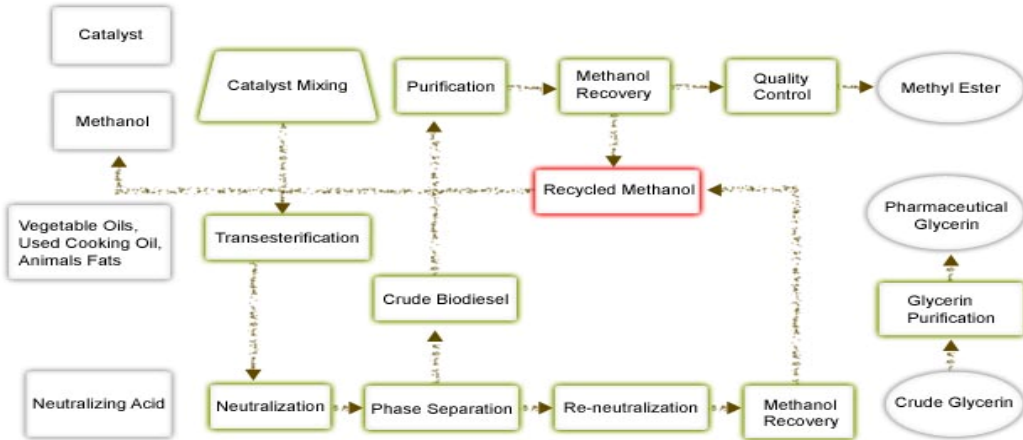 Catalyst
Catalyst Mixing
Purification
Methanol
Recovery
Quality
Control
Methyl Ester
Methanol
Recycled Methanol
Vegetable Oils,
Used Cooking Oil,
Animals Fats
Transesterification
Pharmaceutical
Glycerin
Crude Biodiesel
Glycerin
Purification
Neutralizing Acid
Neutralization
Phase Separation
Re-neutralization
Methanol
Recovery
Crude Glycerin